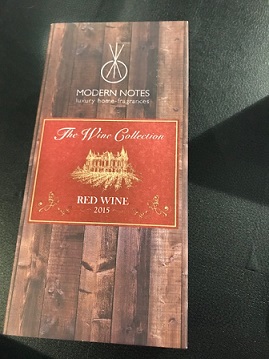 MODERN NOTES
luxury home-fragrances
The Wine Collection
RED WINE
2015